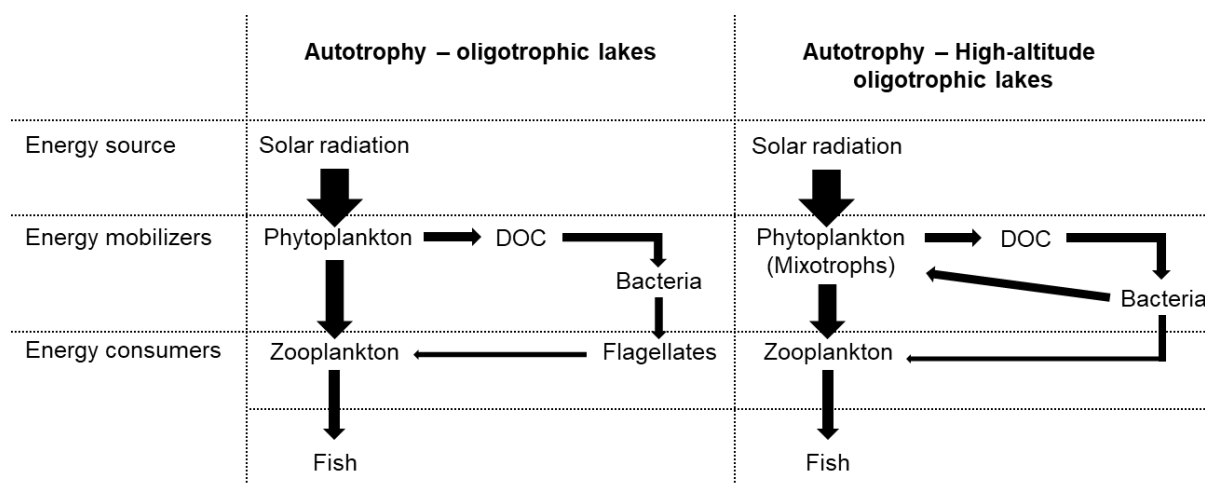 Autotrophy – oligotrophic lakes
Autotrophy – High-altitude
oligotrophic lakes
Energy source
Solar radiation
Solar radiation
Energy mobilizers
Phytoplankton
DOC
Bacteria
Phytoplankton
(Mixotrophs)
DOC
Bacteria
Energy consumers
Zooplankton
Flagellates
Zooplankton
Fish
Fish